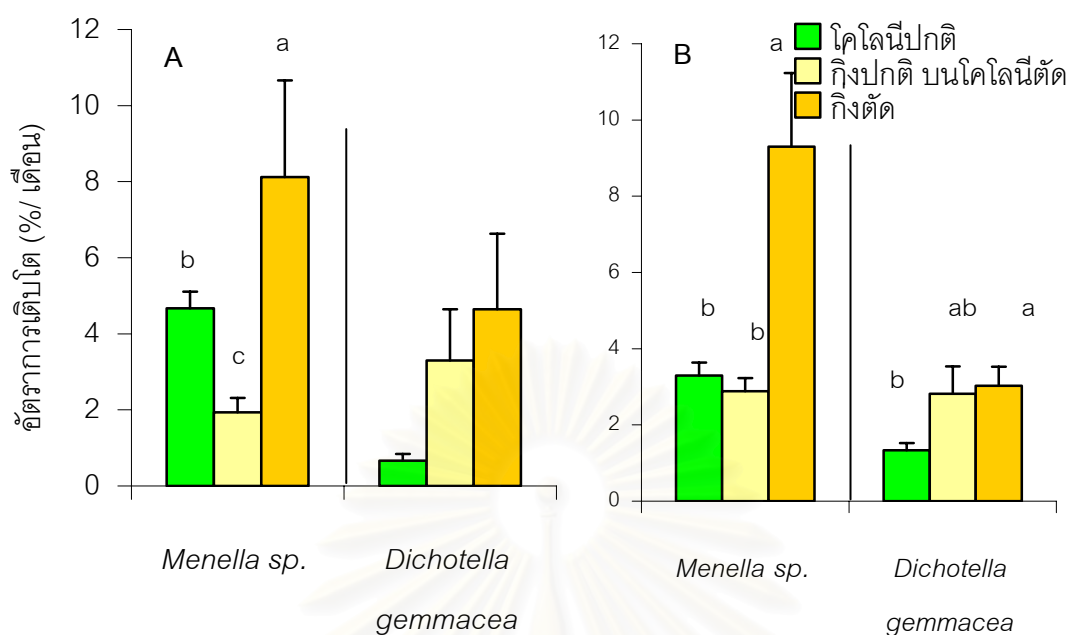 A
B
อัตราการเติบโต (%/ เดือน)
12
10
8
6
4
2
0
b
c
a
Menella sp.
Dichotella
gemmacea
12
10
8
6
4
2
0
b
b
a
b
ab
a
Menella sp.
Dichotella
gemmacea
โคโลนีปกติ
กิ่งปกติ บนโคโลนีตัด
กิ่งตัด